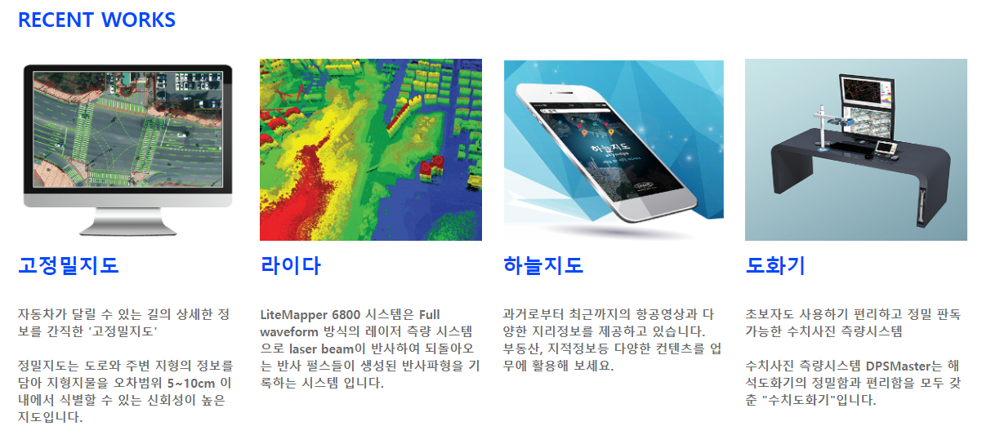 RECENT WORKS
하늘지도
고정밀지도
라이다
하늘지도
도화기
자동차가 달릴 수 있는 길의 상세한 정
보를 간직한 '고정밀지도'
정밀지도는 도로와 주변 지형의 정보를
담아 지형지물을 오차범위 5~10cm 이
내에서 식별할 수 있는 신회성이 높은
지도입니다.
LiteMapper 6800 시스템은 Full
waveform 방식의 레이저 측량 시스템
으로 laser beam이 반사하여 되돌아오
는 반사 펄스들이 생성된 반사파형을 기
록하는 시스템 입니다.
과거로부터 최근까지의 항공영상과 다
양한 지리정보를 제공하고 있습니다.
부동산, 지적정보등 다양한 컨텐츠를 업
무에 활용해 보세요.
초보자도 사용하기 편리하고 정밀 판독
가능한 수치사진 측량시스템
수치사진 측량시스템 DPSMaster는 해
석도화기의 정밀함과 편리함을 모두 갖
춘 "수치도화기"입니다.